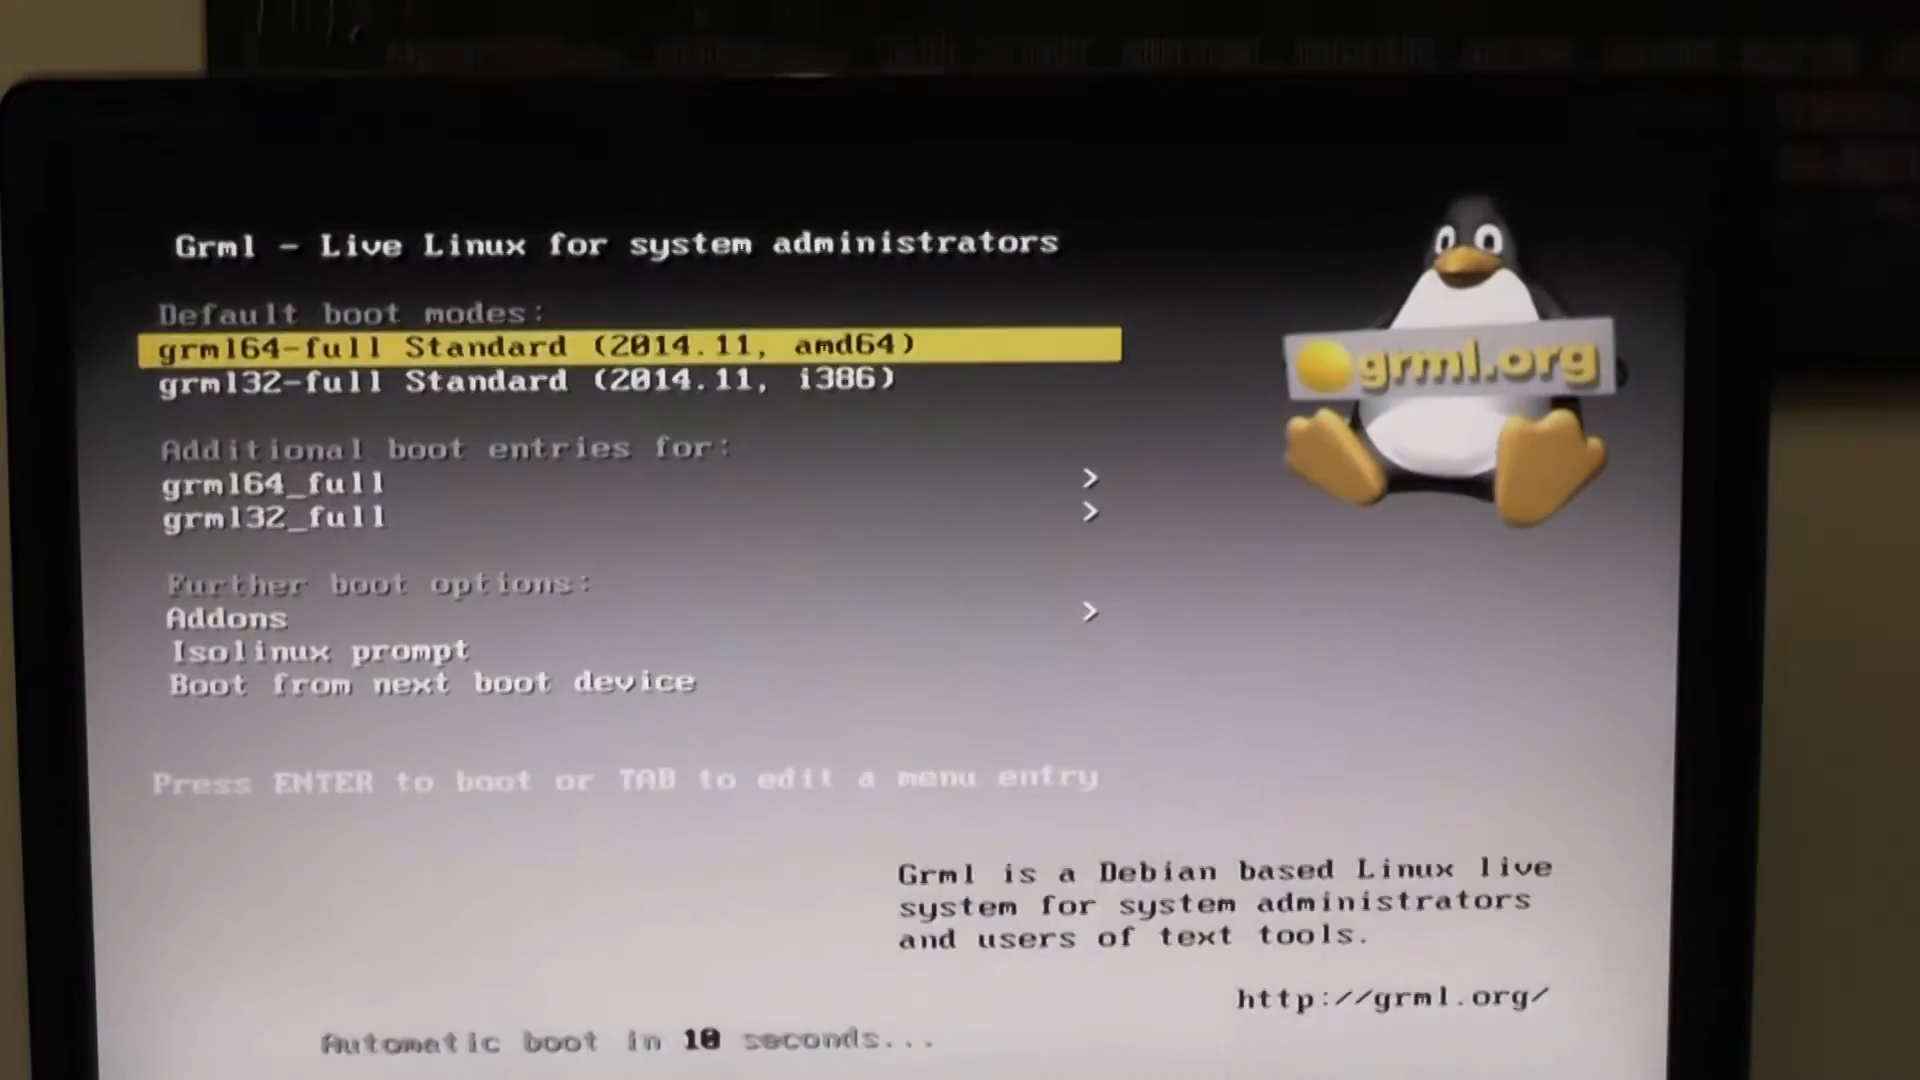 Grml - Live Linux for system administrators
Default boot modes:
grml64-full Standard (2014.11, amd64)
grml32-full Standard (2014.11, i386)
grml.org
Additional boot entries for:
grml64_full >
grml32_full >
Further boot options:
Addons >
Isolinux prompt
Boot from next boot device
Press ENTER to boot or TAB to edit a menu entry
Grml is a Debian based Linux live
system for system administrators
and users of text tools.
http://grml.org/
Automatic boot in 10 seconds...